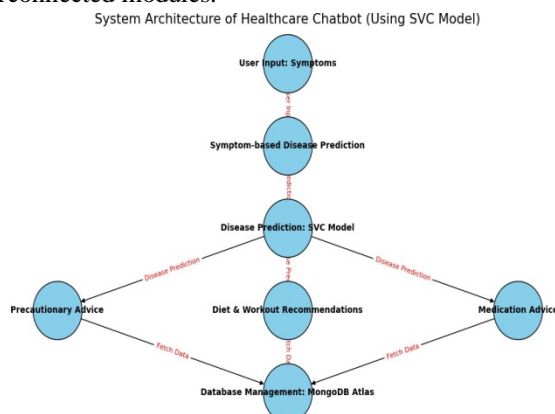 System Architecture of Healthcare Chatbot (Using SVC Model)
User Input: Symptoms
Symptom-based Disease Prediction
Disease Prediction: SVC Model
Disease Prediction
Disease Prediction
Precautionary Advice
Diet & Workout Recommendations
Medication Advice
Fetch Data
Fetch Data
Database Management: MongoDB Atlas